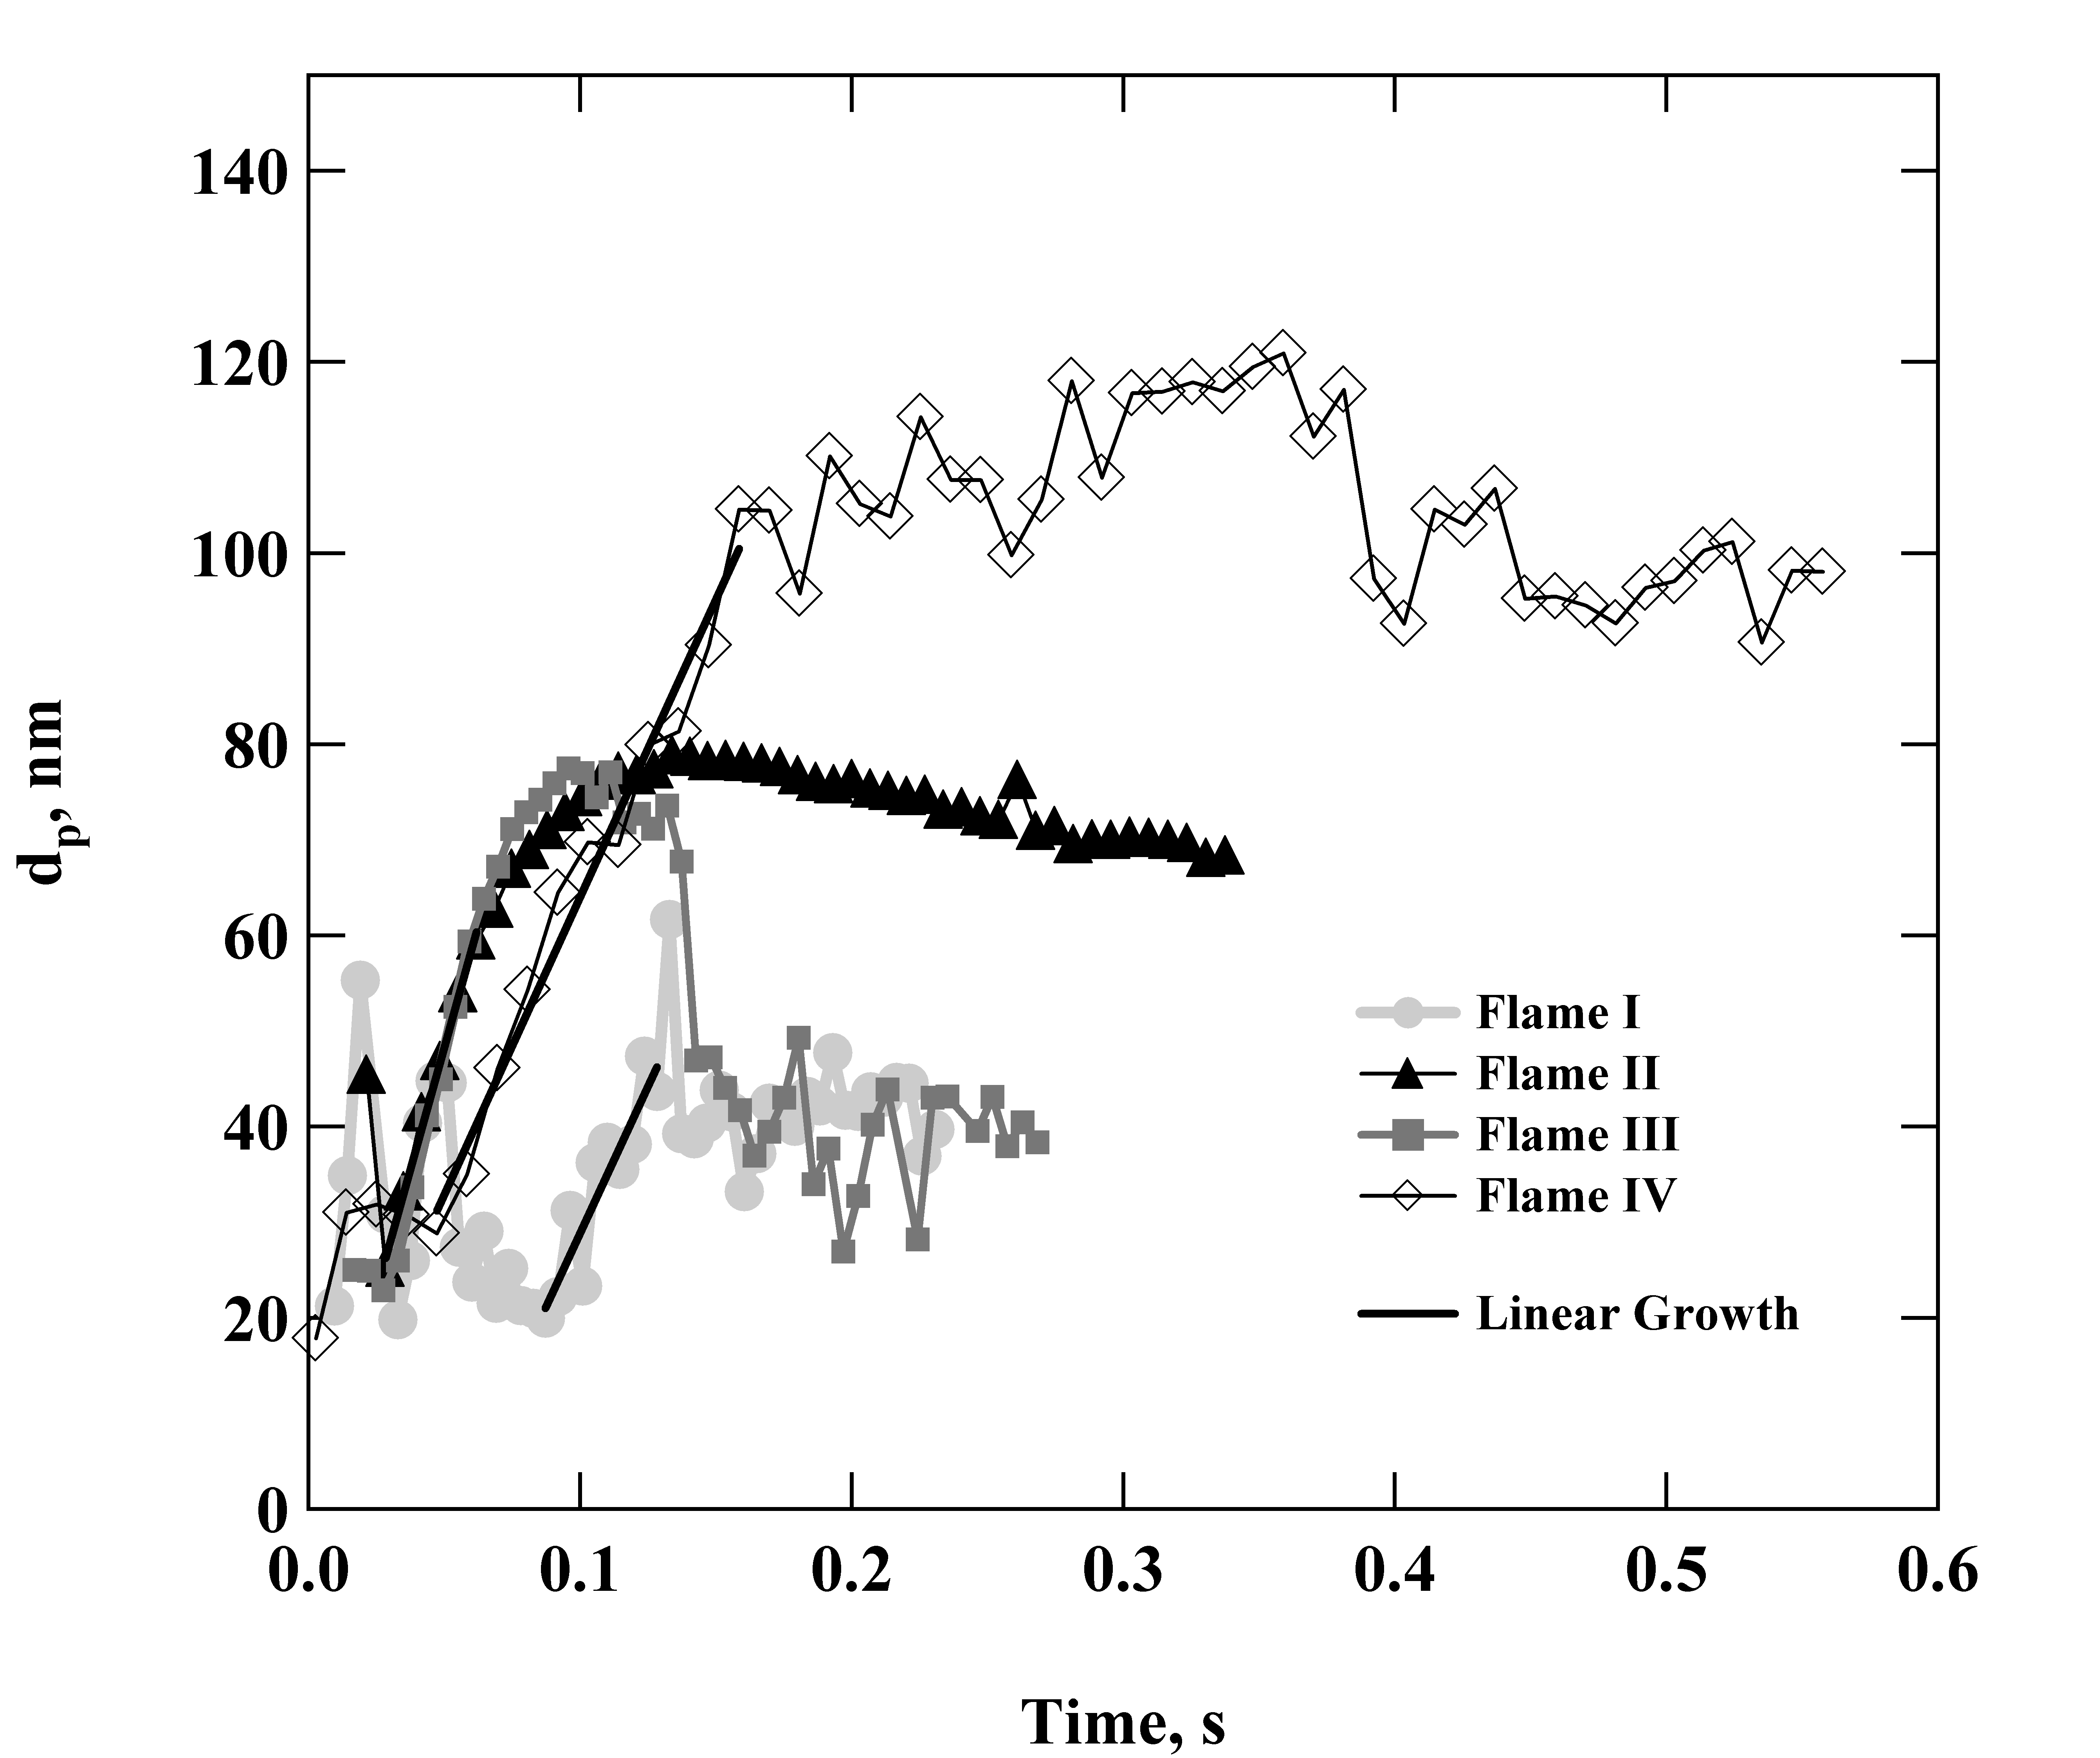 140
120
100
80
60
40
20
0
d_p, nm
Flame I
Flame II
Flame III
Flame IV
Linear Growth
0.0 0.1 0.2 0.3 0.4 0.5 0.6
Time, s